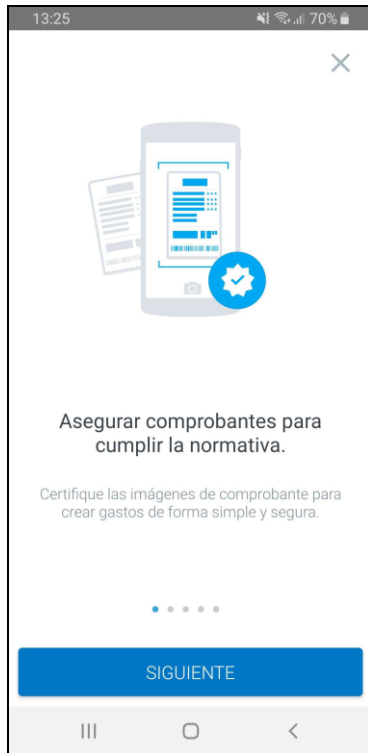 13:25 70%
Asegurar comprobantes para
cumplir la normativa.
Certifique las imágenes de comprobante para
crear gastos de forma simple y segura.
SIGUIENTE